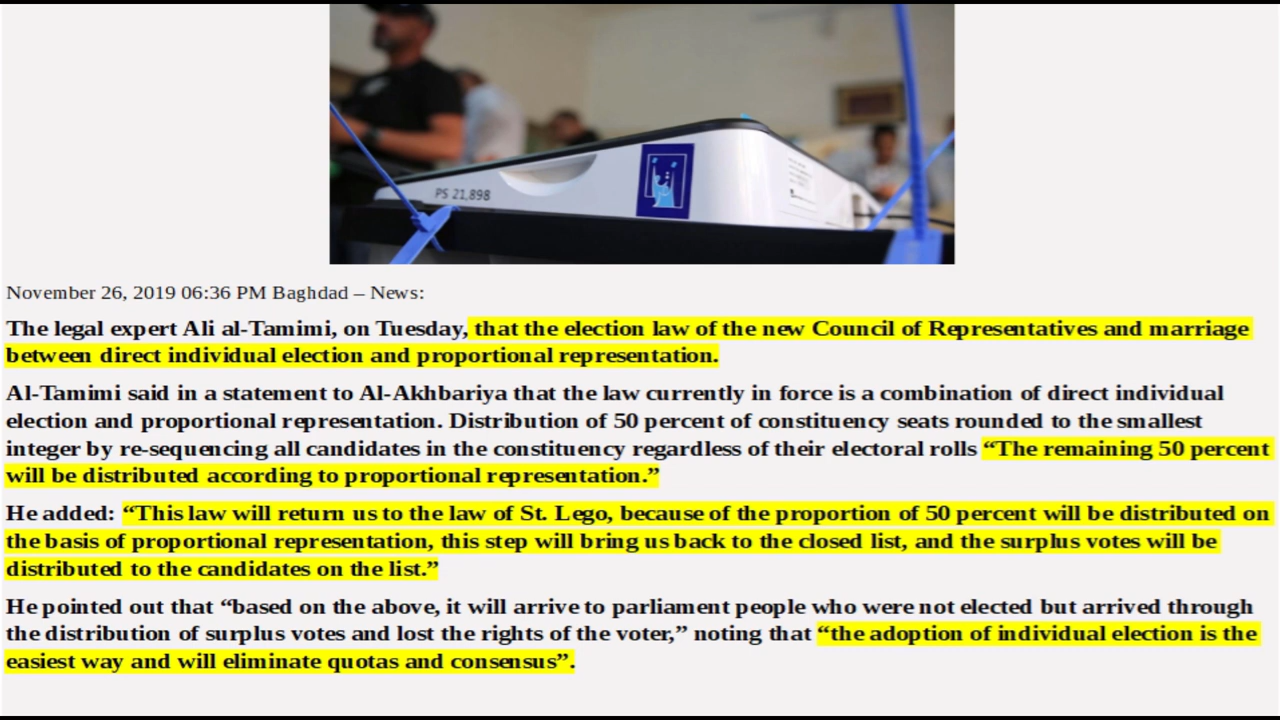 PS 21,898
November 26, 2019 06:36 PM Baghdad – News:
The legal expert Ali al-Tamimi, on Tuesday, that the election law of the new Council of Representatives and marriage
between direct individual election and proportional representation.
Al-Tamimi said in a statement to Al-Akhbariya that the law currently in force is a combination of direct individual
election and proportional representation. Distribution of 50 percent of constituency seats rounded to the smallest
integer by re-sequencing all candidates in the constituency regardless of their electoral rolls “The remaining 50 percent
will be distributed according to proportional representation.”
He added: “This law will return us to the law of St. Lego, because of the proportion of 50 percent will be distributed on
the basis of proportional representation, this step will bring us back to the closed list, and the surplus votes will be
distributed to the candidates on the list.”
He pointed out that “based on the above, it will arrive to parliament people who were not elected but arrived through
the distribution of surplus votes and lost the rights of the voter,” noting that “the adoption of individual election is the
easiest way and will eliminate quotas and consensus”.